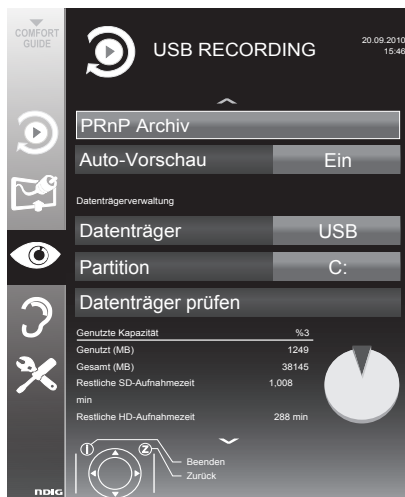 COMFORT
GUIDE
USB RECORDING
20.09.2010
15:46
PRnP Archiv
Auto-Vorschau Ein
Datenträgerverwaltung
Datenträger USB
Partition C:
Datenträger prüfen
Genutzte Kapazität %3
Genutzt (MB) 1249
Gesamt (MB) 38145
Restliche SD-Aufnahmezeit 1,008
min
Restliche HD-Aufnahmezeit 288 min
Beenden
Zurück
NDIG